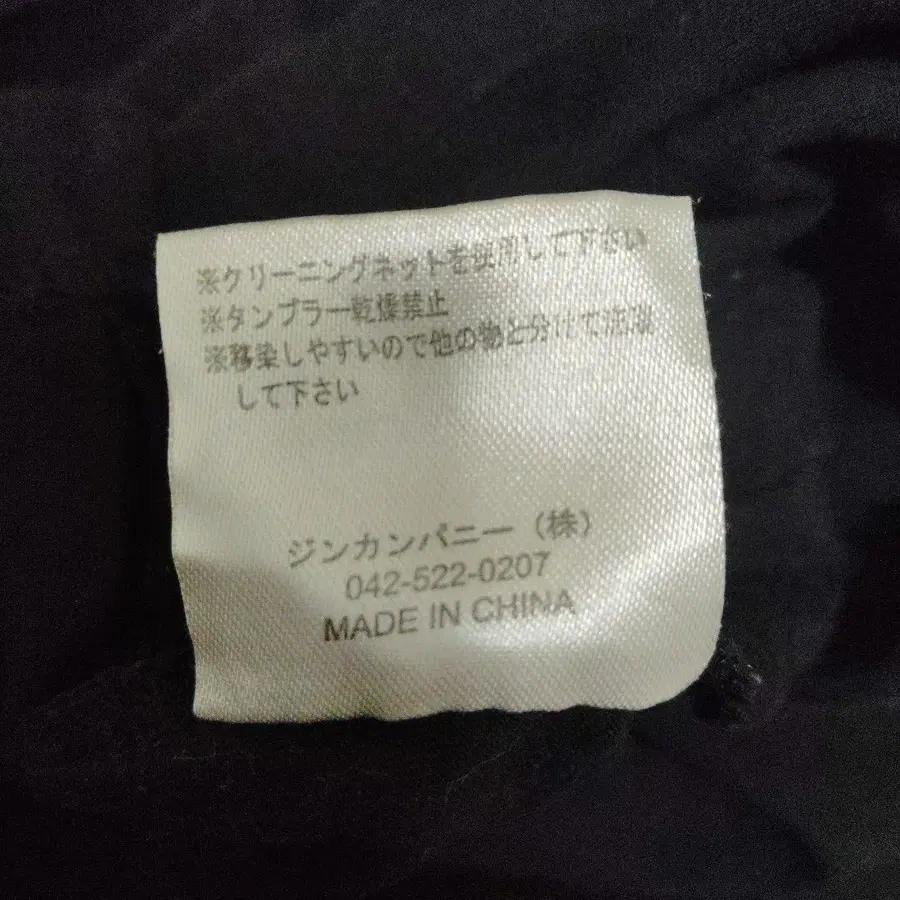 ※クリーニングネットを使用して下さい
※タンブラー乾燥禁止
※移染しやすいので他の物と分けて洗濯
して下さい
ジンカンパニー（株）
042-522-0207
MADE IN CHINA